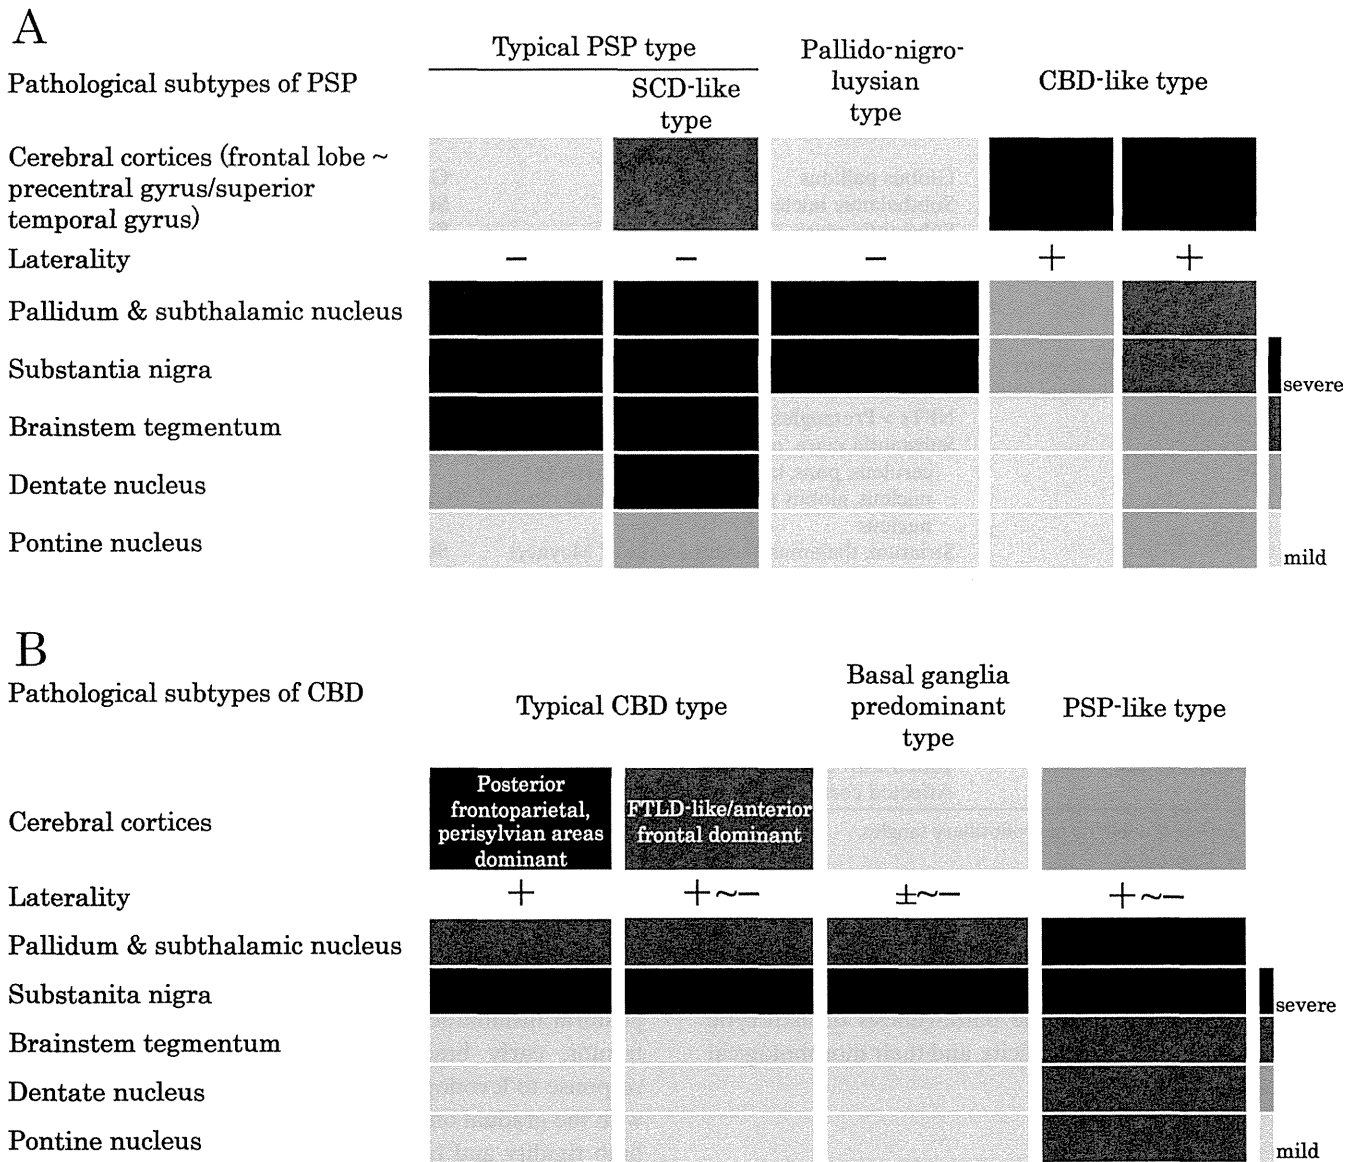 A
Typical PSP type
Pallido-nigro-
luysian
type
CBD-like type
Pathological subtypes of PSP
SCD-like
type
Cerebral cortices (frontal lobe ~
precentral gyrus/superior
temporal gyrus)
Laterality
− − − + +
Pallidum & subthalamic nucleus
Substantia nigra
severe
Brainstem tegmentum
Dentate nucleus
Pontine nucleus
mild
B
Pathological subtypes of CBD
Typical CBD type
Basal ganglia
predominant
type
PSP-like type
Cerebral cortices
Posterior
frontoparietal,
perisylvian areas
dominant
FTLD-like/anterior
frontal dominant
Laterality
+ +~− ±~− +~−
Pallidum & subthalamic nucleus
Substanita nigra
severe
Brainstem tegmentum
Dentate nucleus
Pontine nucleus
mild